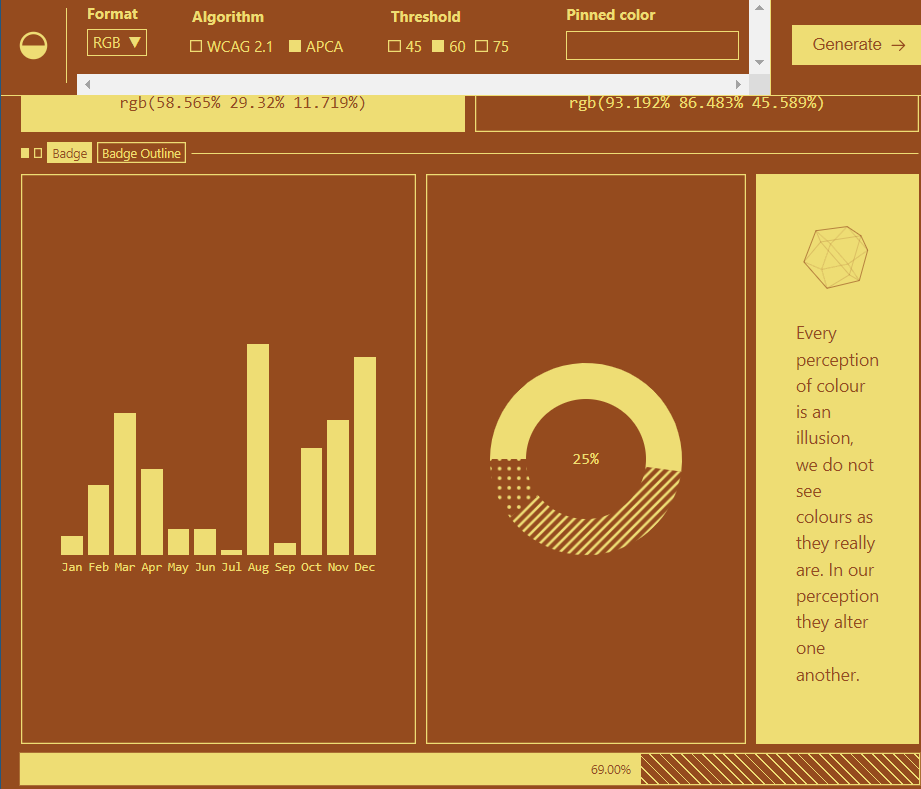 Format
Algorithm
Threshold
Pinned color
RGB ▼
WCAG 2.1
APCA
45
60
75
Generate →
rgb(58.565% 29.32% 11.719%)
rgb(93.192% 86.483% 45.589%)
Badge
Badge Outline
Jan Feb Mar Apr May Jun Jul Aug Sep Oct Nov Dec
25%
Every
perception
of colour
is an
illusion,
we do not
see
colours as
they really
are. In our
perception
they alter
one
another.
69.00%